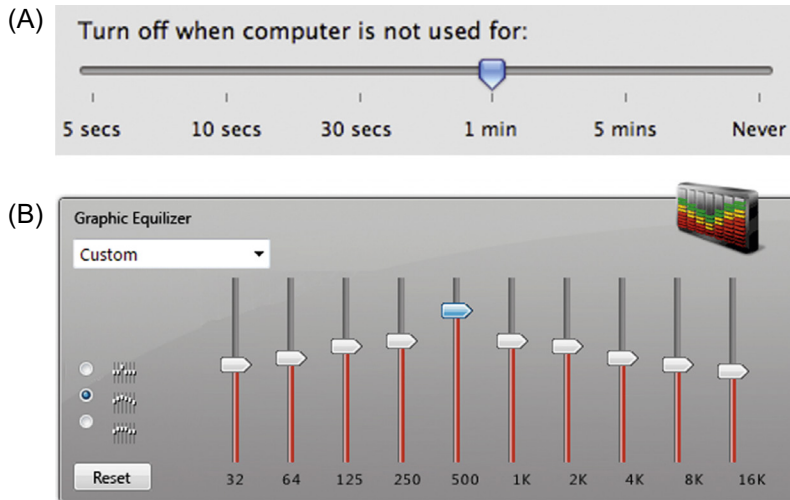 (A)
Turn off when computer is not used for:
5 secs 10 secs 30 secs 1 min 5 mins Never
(B)
Graphic Equilizer
Custom
Reset
32 64 125 250 500 1K 2K 4K 8K 16K